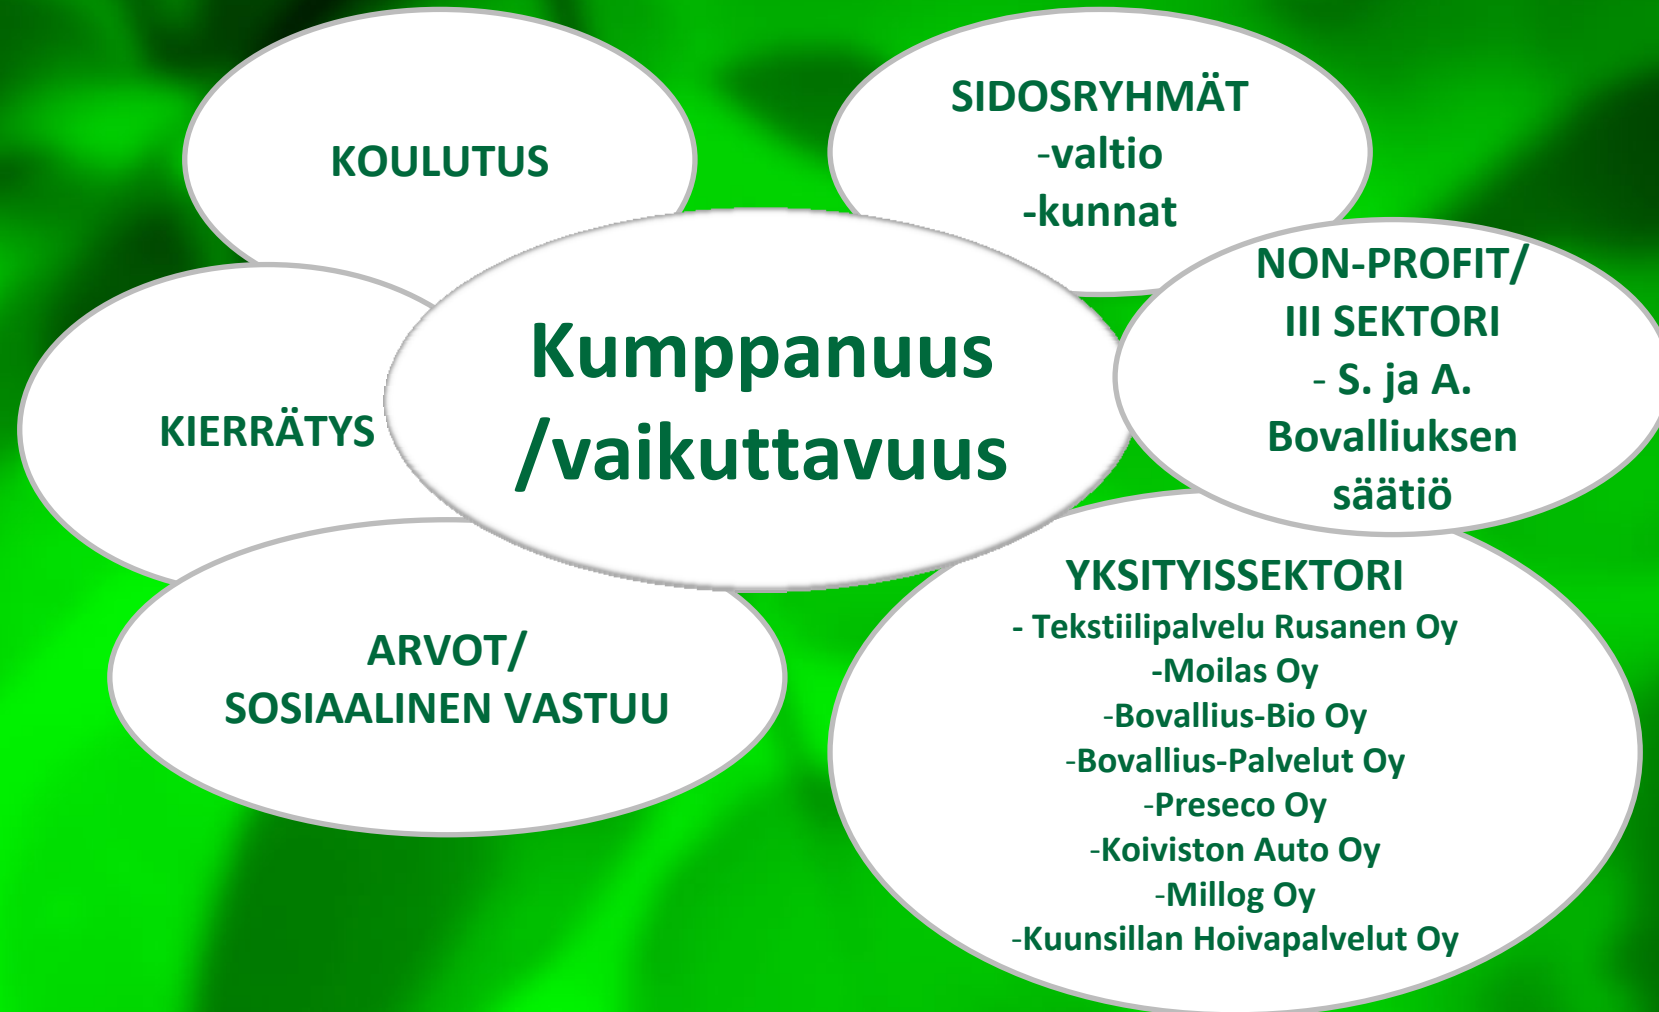 KOULUTUS
SIDOSRYHMÄT
-valtio
-kunnat
NON-PROFIT/
III SEKTORI
- S. ja A.
Bovalliuksen
säätiö
Kumppanuus
/vaikuttavuus
KIERRÄTYS
ARVOT/
SOSIAALINEN VASTUU
YKSITYISSEKTORI
- Tekstiilipalvelu Rusanen Oy
-Moilas Oy
-Bovallius-Bio Oy
-Bovallius-Palvelut Oy
-Preseco Oy
-Koiviston Auto Oy
-Millog Oy
-Kuunsillan Hoivapalvelut Oy